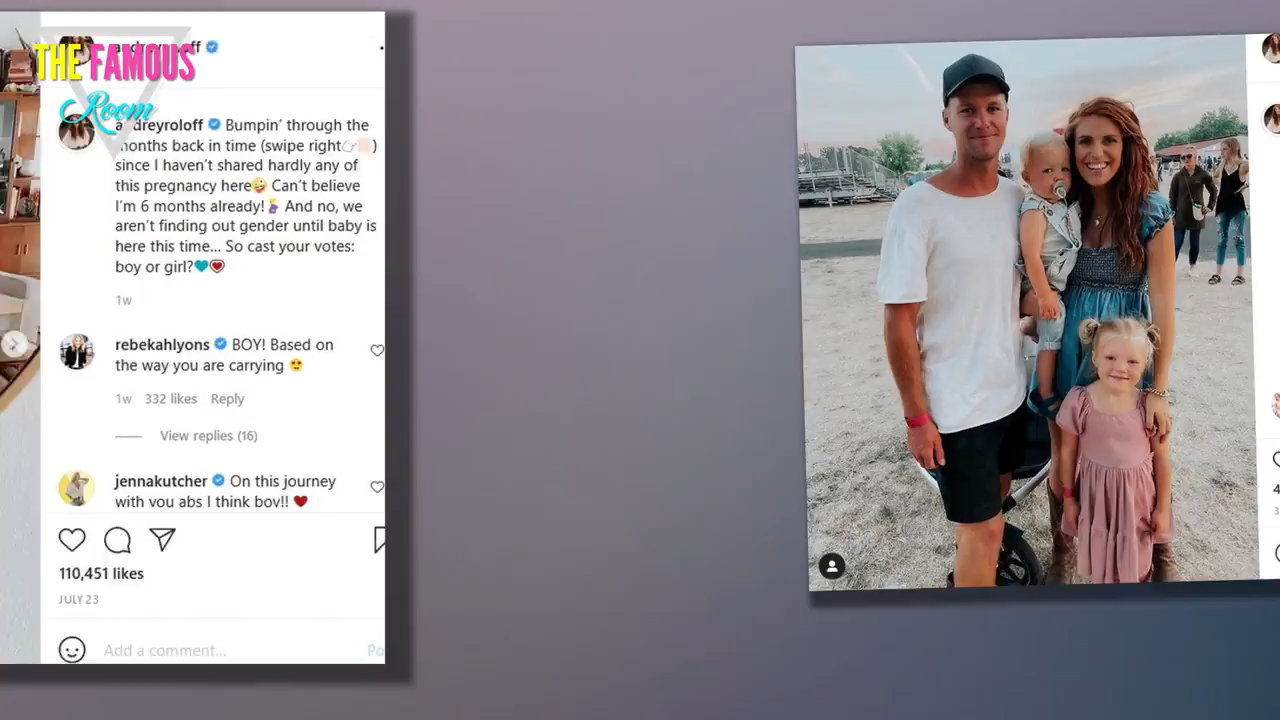 THE FAMOUS
Room
audreyroloff Bumpin' through the
months back in time (swipe right👉🏻)
since I haven't shared hardly any of
this pregnancy here🤪 Can't believe
I'm 6 months already!🤰 And no, we
aren't finding out gender until baby is
here this time... So cast your votes:
boy or girl?💙💟
1w
rebekahlyons BOY! Based on
the way you are carrying 😍
1w 332 likes Reply
View replies (16)
jennakutcher On this journey
with you abs I think boy!! ❤️
110,451 likes
JULY 23
Add a comment...
Po